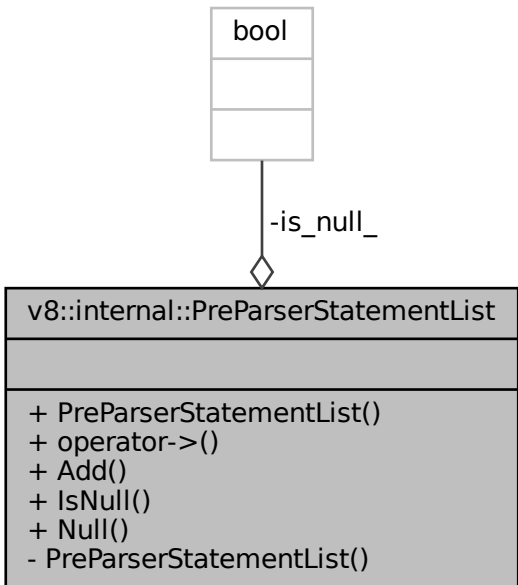 bool
-is_null_
v8::internal::PreParserStatementList
+ PreParserStatementList()
+ operator->()
+ Add()
+ IsNull()
+ Null()
- PreParserStatementList()